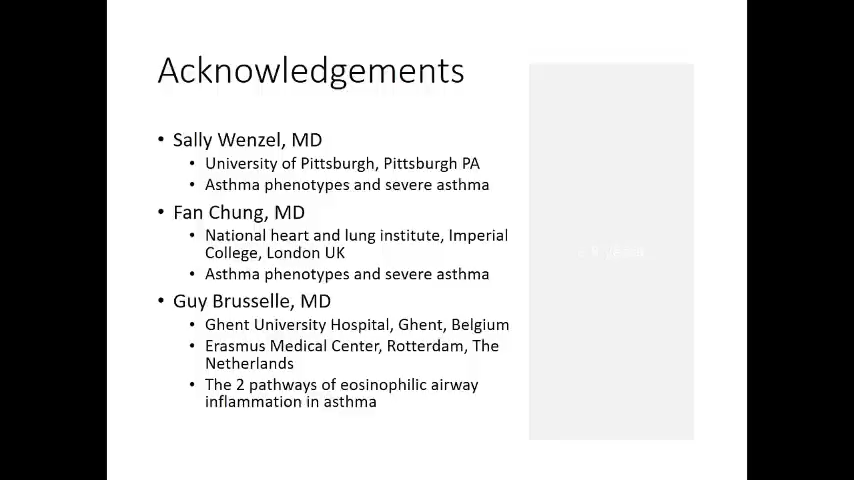 Acknowledgements
• Sally Wenzel, MD
• University of Pittsburgh, Pittsburgh PA
• Asthma phenotypes and severe asthma
• Fan Chung, MD
• National heart and lung institute, Imperial
College, London UK
• Asthma phenotypes and severe asthma
• Guy Brusselle, MD
• Ghent University Hospital, Ghent, Belgium
• Erasmus Medical Center, Rotterdam, The
Netherlands
• The 2 pathways of eosinophilic airway
inflammation in asthma